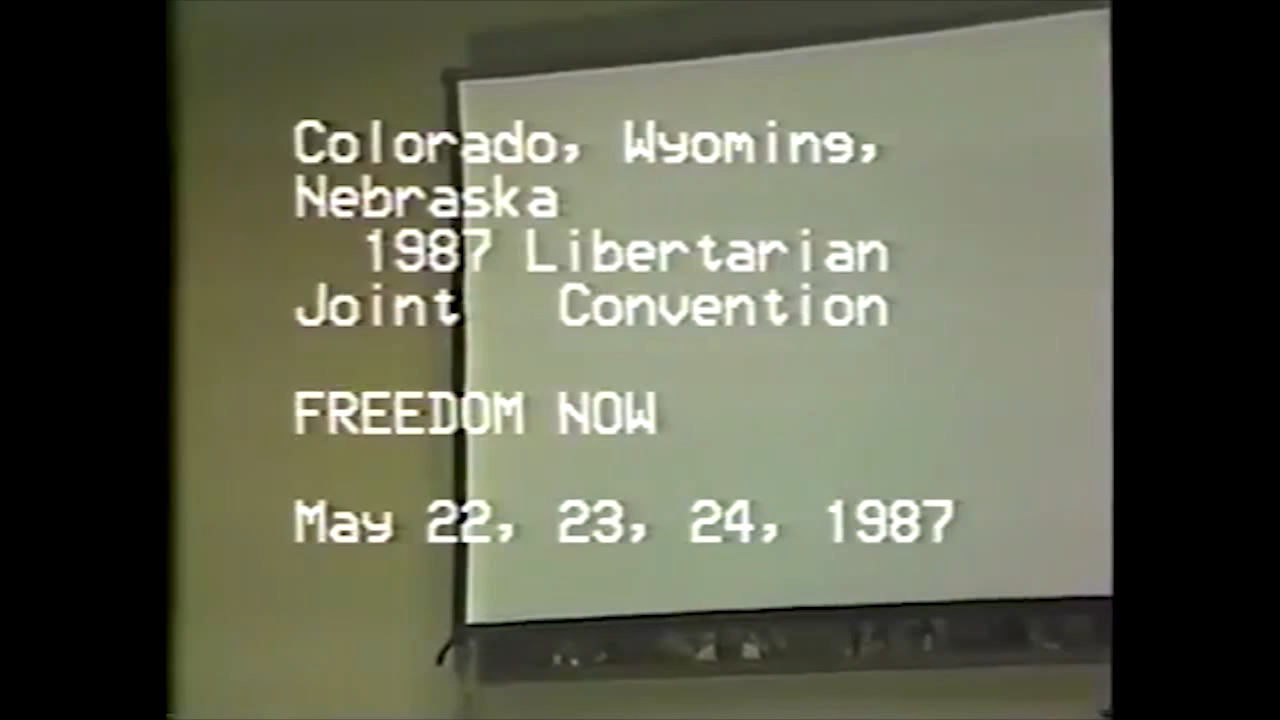 Colorado, Wyoming,
Nebraska
1987 Libertarian
Joint Convention
FREEDOM NOW
May 22, 23, 24, 1987